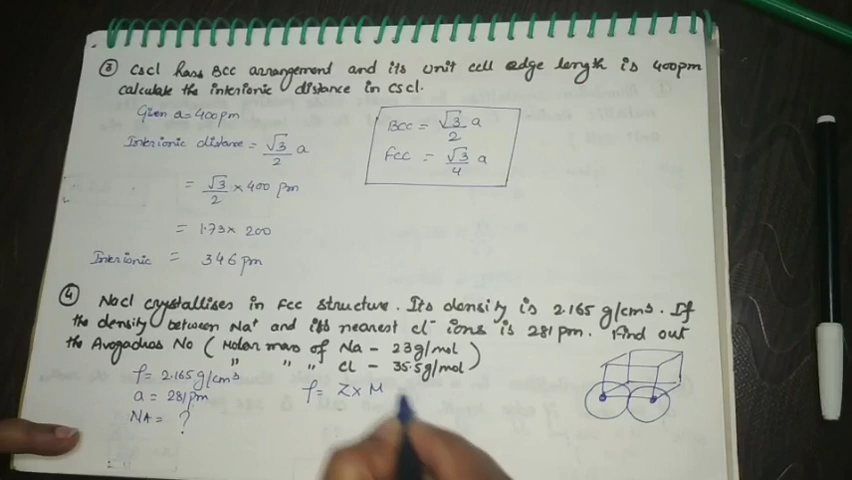 ③ CsCl has BCC arrangement and its unit cell edge length is 400pm
calculate the interionic distance in CsCl.
Given a=400pm
Interionic distance = √3/2 a
= √3/2 × 400 pm
= 1.73 × 200
Interionic = 346 pm
BCC = √3/2 a
FCC = √3/4 a
④ NaCl crystallises in FCC structure. Its density is 2.165 g/cm³. If
the density between Na⁺ and its nearest Cl⁻ ions is 281 pm. Find out
the Avogadros No ( Molar mass of Na - 23g/mol )
" " " Cl - 35.5g/mol )
ρ = 2.165 g/cm³
a = 281 pm
NA = ?
ρ = Z × M